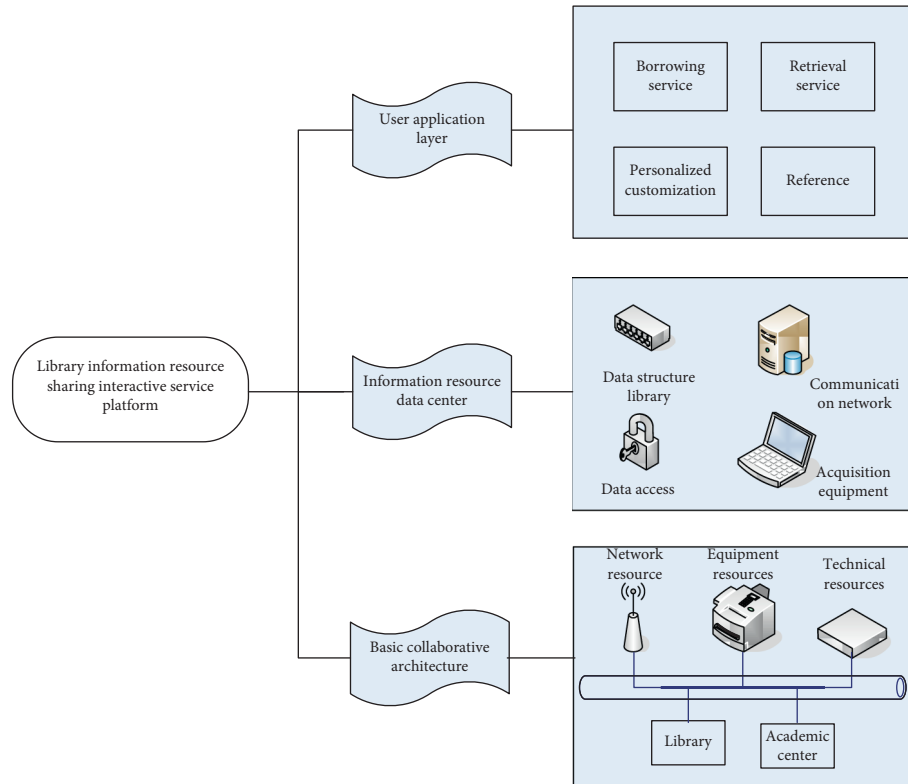 Library information resource
sharing interactive service
platform
User application
layer
Borrowing
service
Retrieval
service
Personalized
customization
Reference
Information resource
data center
Data structure
library
Communicati
on network
Data access
Acquisition
equipment
Basic collaborative
architecture
Network
resource
Equipment
resources
Technical
resources
Library
Academic
center